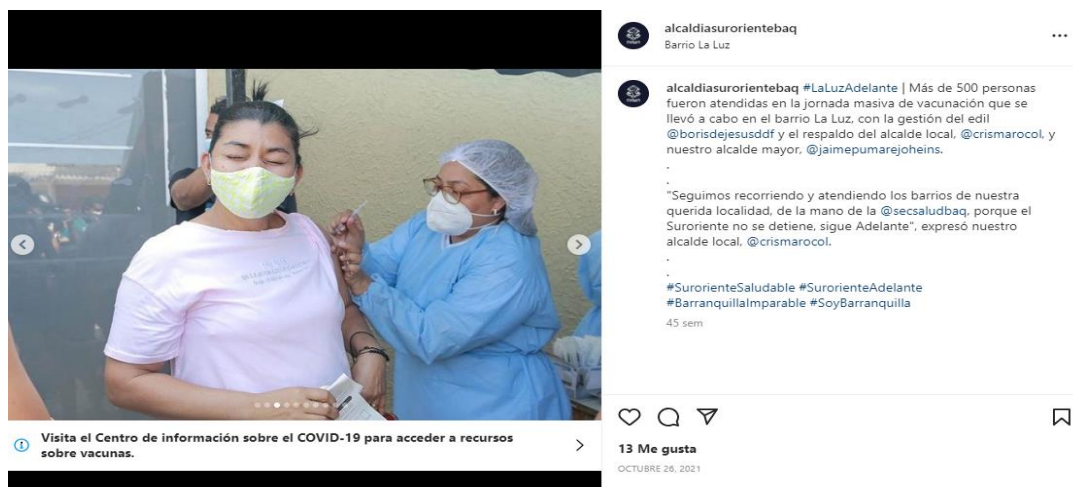 alcaldiasurorientebaq
Barrio La Luz
alcaldiasurorientebaq #LaLuzAdelante | Más de 500 personas
fueron atendidas en la jornada masiva de vacunación que se
llevó a cabo en el barrio La Luz, con la gestión del edil
@borisdejesusddf y el respaldo del alcalde local, @crismarocol, y
nuestro alcalde mayor, @jaimepumarejoheins.
.
.
"Seguimos recorriendo y atendiendo los barrios de nuestra
querida localidad, de la mano de la @secsaludbaq, porque el
Suroriente no se detiene, sigue Adelante", expresó nuestro
alcalde local, @crismarocol.
.
.
#SurorienteSaludable #SurorienteAdelante
#BarranquillaImparable #SoyBarranquilla
45 sem
Visita el Centro de información sobre el COVID-19 para acceder a recursos
sobre vacunas.
13 Me gusta
OCTUBRE 26, 2021